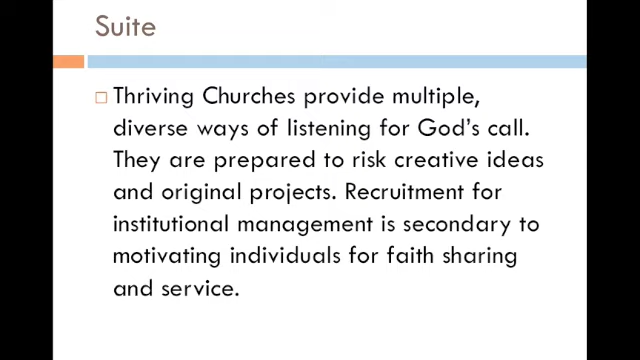 Suite
Thriving Churches provide multiple,
diverse ways of listening for God's call.
They are prepared to risk creative ideas
and original projects. Recruitment for
institutional management is secondary to
motivating individuals for faith sharing
and service.